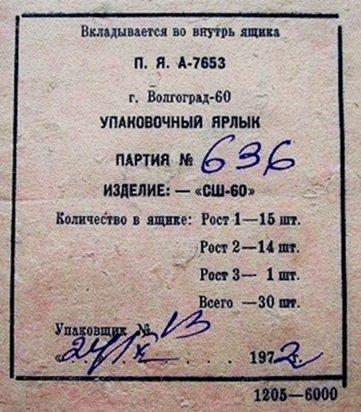 Вкладывается во внутрь ящика
П. Я. А-7653
г. Волгоград-60
УПАКОВОЧНЫЙ ЯРЛЫК
ПАРТИЯ № 636
ИЗДЕЛИЕ: — «СШ-60»
Количество в ящике: Рост 1—15 шт.
Рост 2—14 шт.
Рост 3— 1 шт.
Всего —30 шт.
Упаковщик № 13
1972 г.
1205—6000